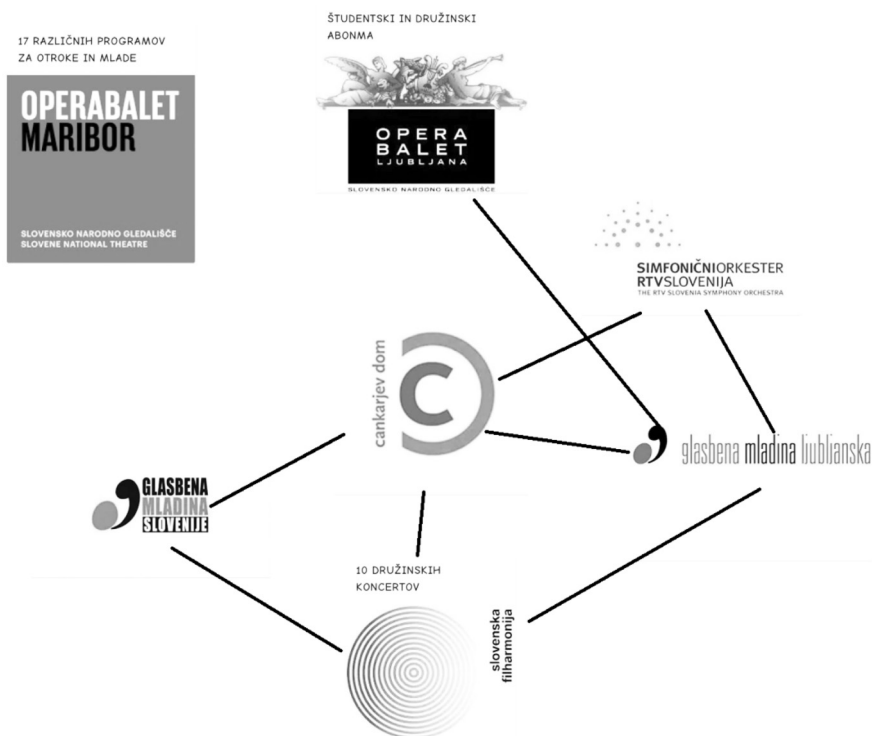 17 RAZLIČNIH PROGRAMOV
ZA OTROKE IN MLADE
OPERABALET
MARIBOR
SLOVENSKO NARODNO GLEDALIŠČE
SLOVENE NATIONAL THEATRE
ŠTUDENTSKI IN DRUŽINSKI
ABONMA
OPERA
BALET
LJUBLJANA
SLOVENSKO NARODNO GLEDALIŠČE
SIMFONIČNIORKESTER
RTVSLOVENIJA
THE RTV SLOVENIA SYMPHONY ORCHESTRA
cankarjev dom
C
glasbena mladina ljubljanska
GLASBENA
MLADINA
SLOVENIJE
10 DRUŽINSKIH
KONCERTOV
slovenska
filharmonija